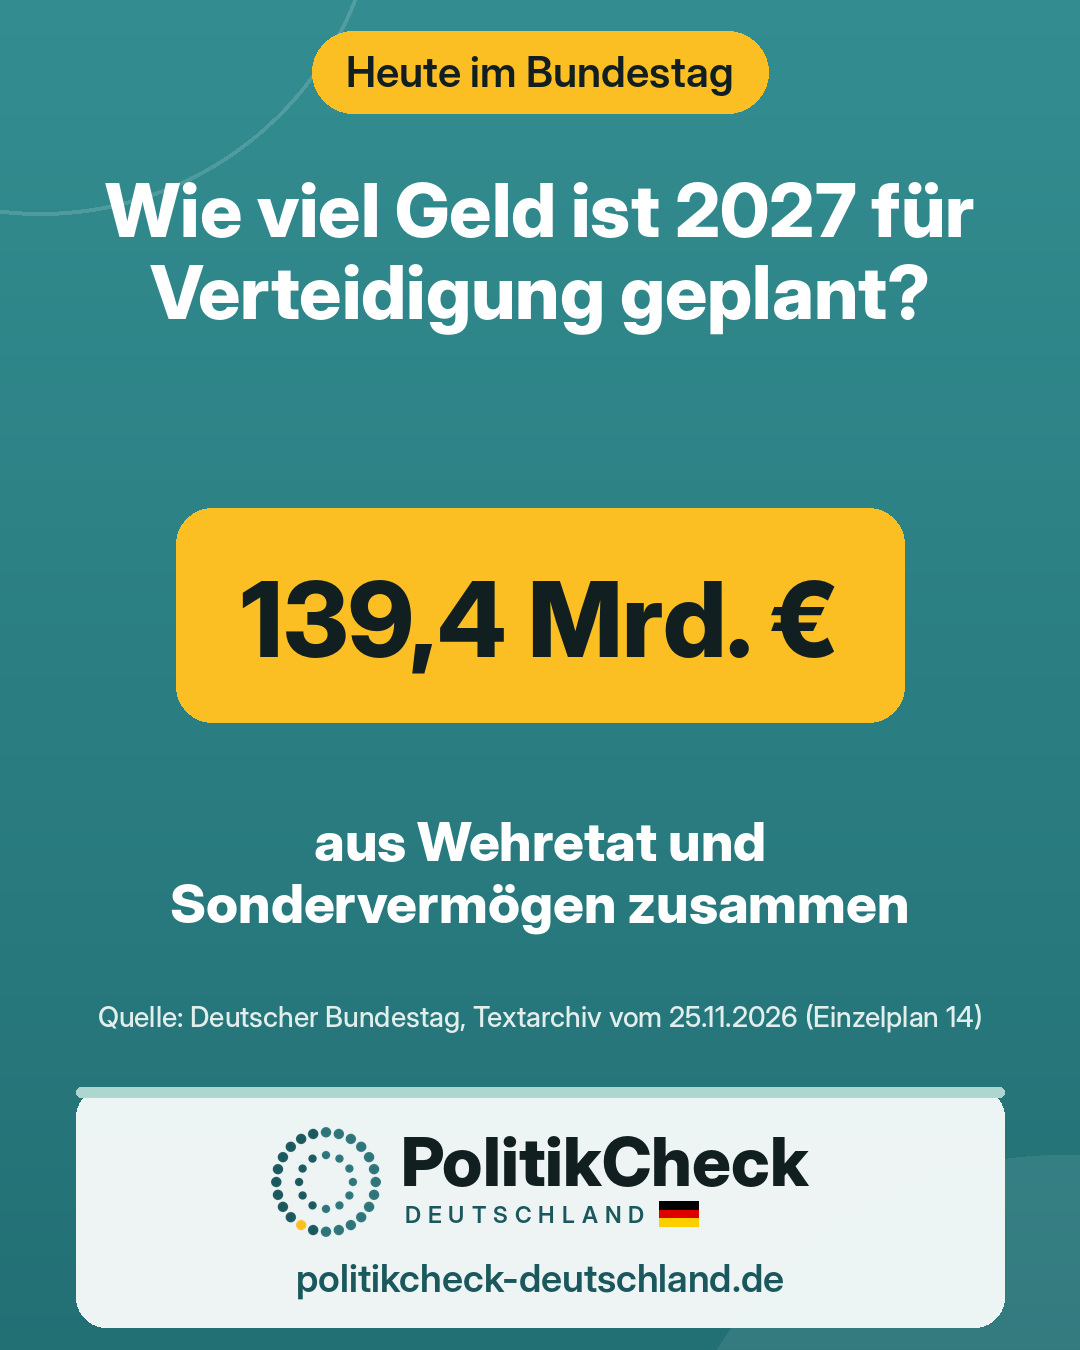 Heute im Bundestag
Wie viel Geld ist 2027 für
Verteidigung geplant?
139,4 Mrd. €
aus Wehretat und
Sondervermögen zusammen
Quelle: Deutscher Bundestag, Textarchiv vom 25.11.2026 (Einzelplan 14)
PolitikCheck
DEUTSCHLAND
politikcheck-deutschland.de